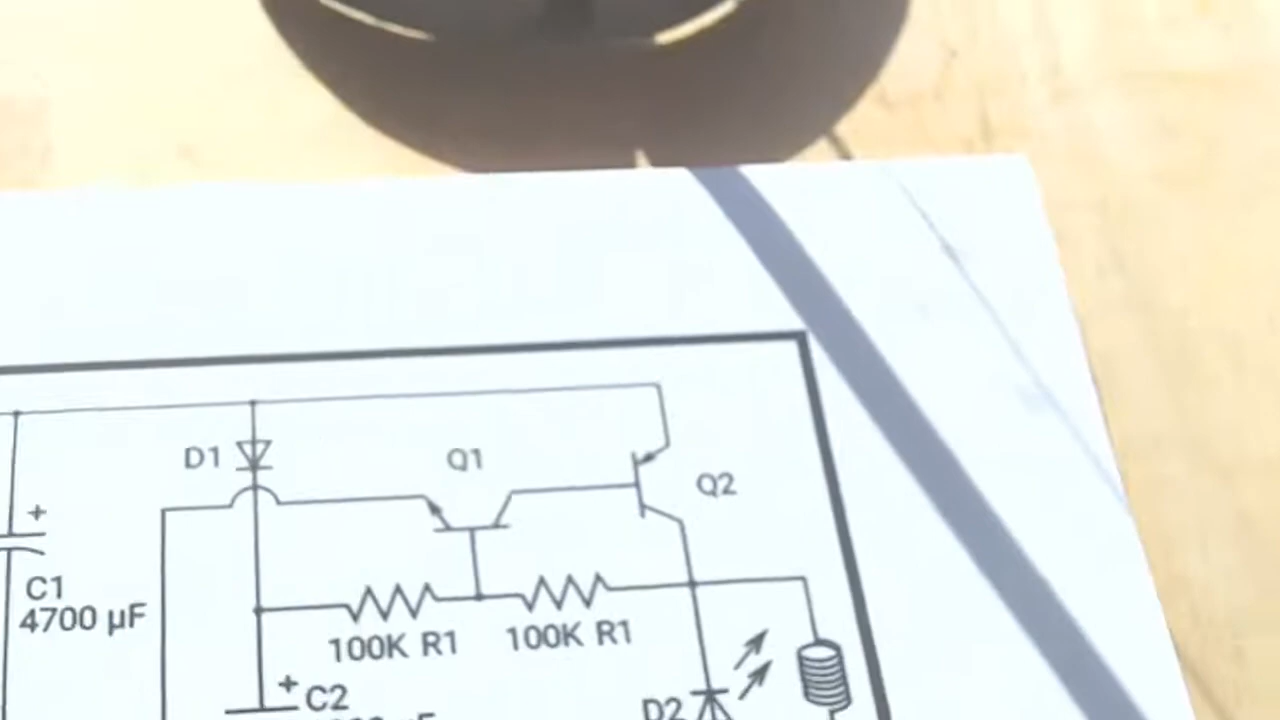 D1
Q1
Q2
+
C1
4700 µF
100K R1
100K R1
+
C2
D2